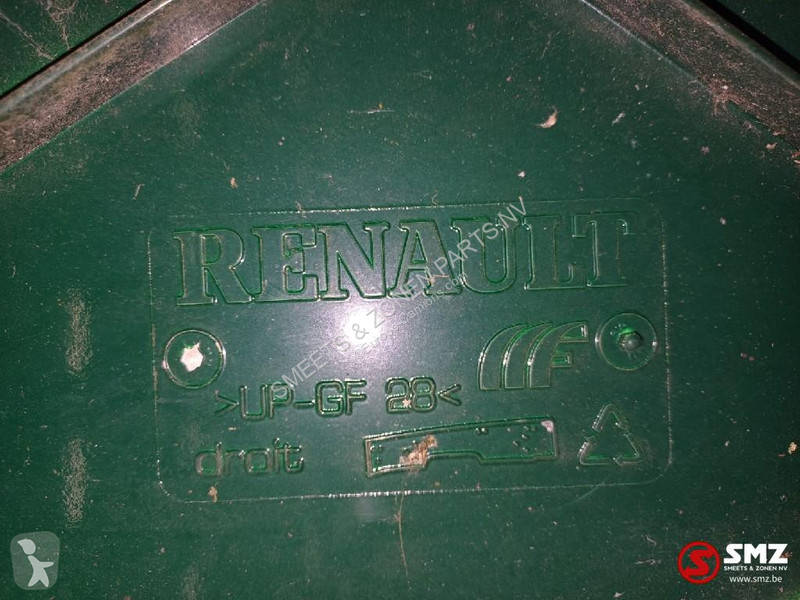 RENAULT
>UP-GF 28<
droit
SMEETS & ZONEN PARTS NV
SMZ
SMEETS & ZONEN NV
www.smz.be